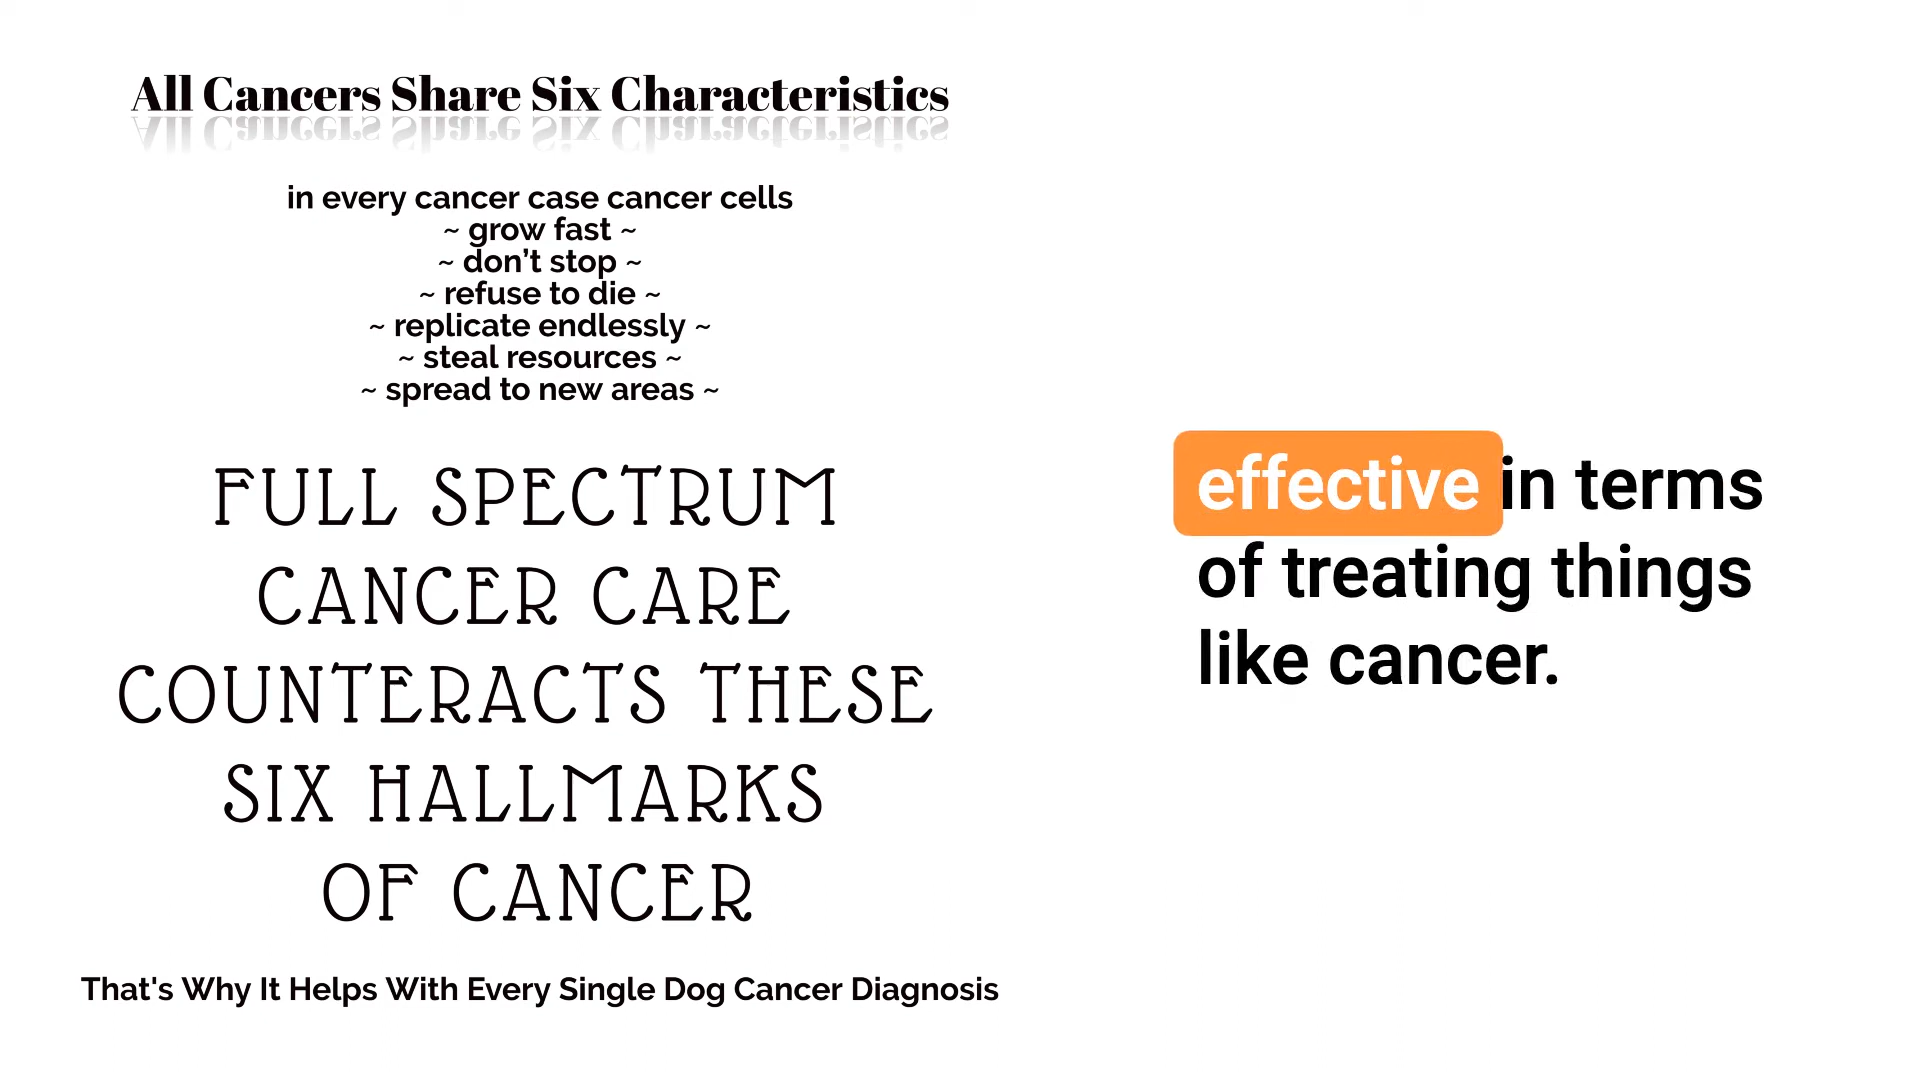 All Cancers Share Six Characteristics
in every cancer case cancer cells
~ grow fast ~
~ don’t stop ~
~ refuse to die ~
~ replicate endlessly ~
~ steal resources ~
~ spread to new areas ~
FULL SPECTRUM
CANCER CARE
COUNTERACTS THESE
SIX HALLMARKS
OF CANCER
That's Why It Helps With Every Single Dog Cancer Diagnosis
effective in terms
of treating things
like cancer.